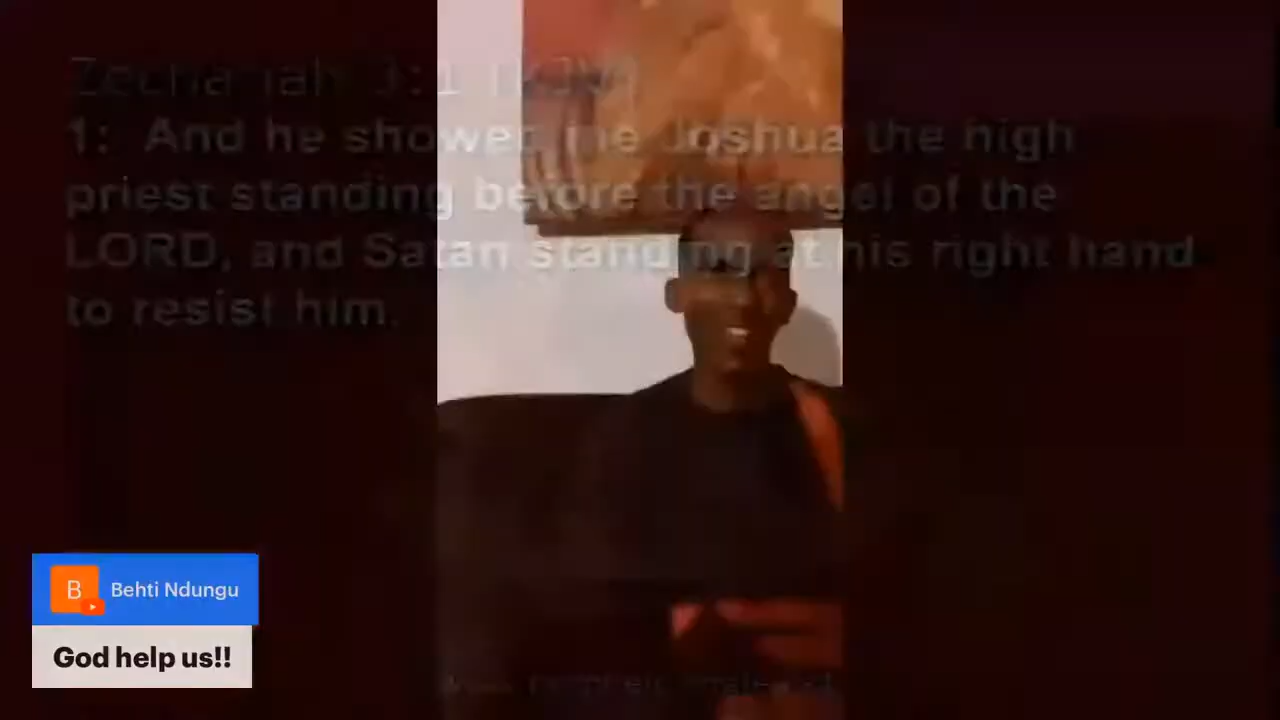 Zechariah 3:1 (KJV)
1: And he showed me Joshua the high
priest standing before the angel of the
LORD, and Satan standing at his right hand
to resist him.
B
Behti Ndungu
God help us!!